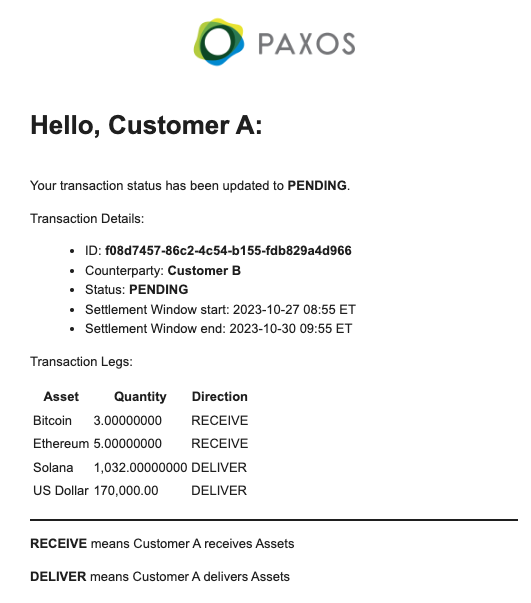 PAXOS
Hello, Customer A:
Your transaction status has been updated to PENDING.
Transaction Details:
• ID: f08d7457-86c2-4c54-b155-fdb829a4d966
• Counterparty: Customer B
• Status: PENDING
• Settlement Window start: 2023-10-27 08:55 ET
• Settlement Window end: 2023-10-30 09:55 ET
Transaction Legs:
Asset Quantity Direction
Bitcoin 3.00000000 RECEIVE
Ethereum 5.00000000 RECEIVE
Solana 1,032.00000000 DELIVER
US Dollar 170,000.00 DELIVER
RECEIVE means Customer A receives Assets
DELIVER means Customer A delivers Assets